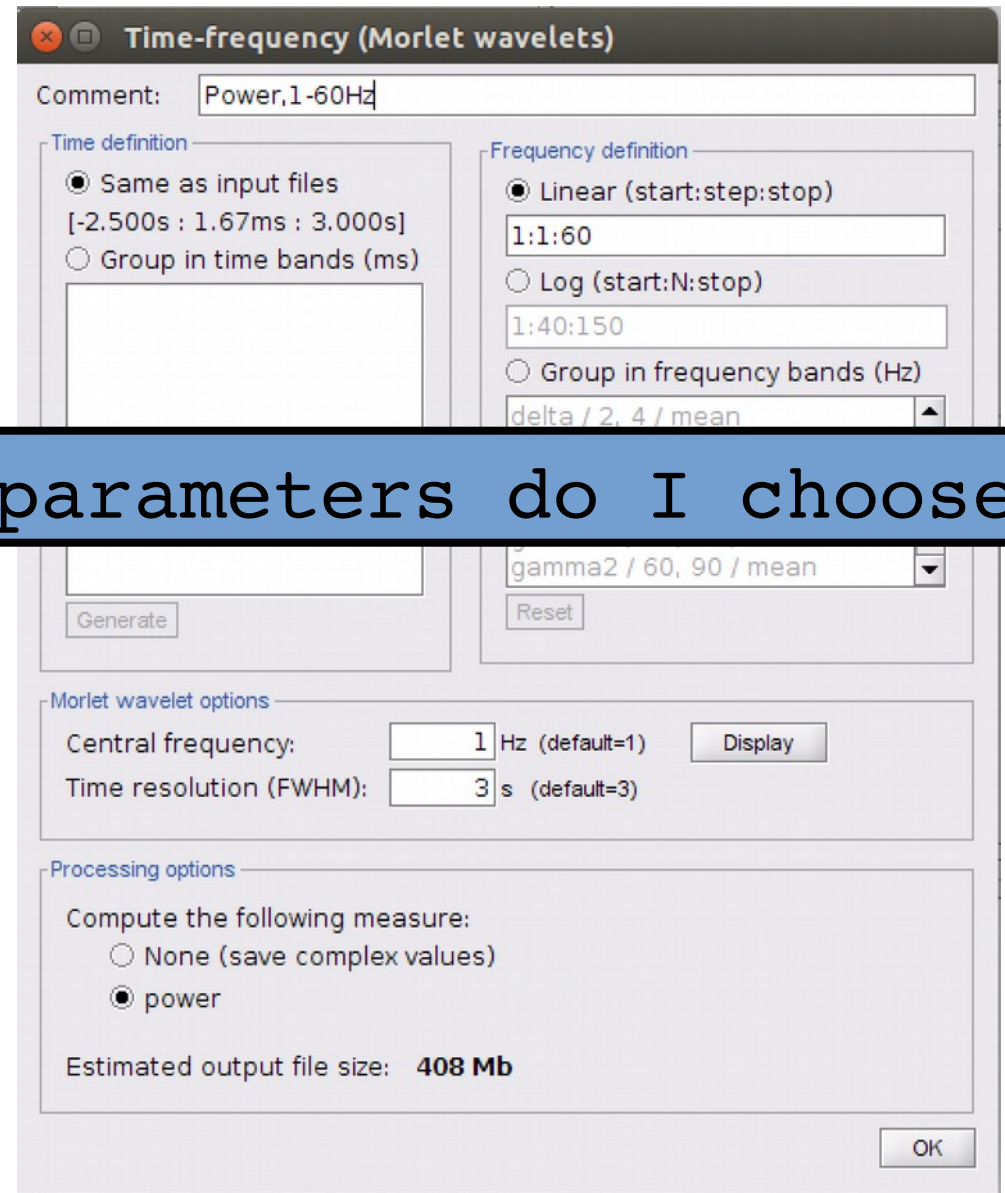 Time-frequency (Morlet wavelets)
Comment: Power,1-60Hz
Time definition
Same as input files
[-2.500s : 1.67ms : 3.000s]
Group in time bands (ms)
Generate
Frequency definition
Linear (start:step:stop)
1:1:60
Log (start:N:stop)
1:40:150
Group in frequency bands (Hz)
delta / 2, 4 / mean
parameters do I choose
gamma2 / 60, 90 / mean
Reset
Morlet wavelet options
Central frequency: 1 Hz (default=1) Display
Time resolution (FWHM): 3 s (default=3)
Processing options
Compute the following measure:
None (save complex values)
power
Estimated output file size: 408 Mb
OK